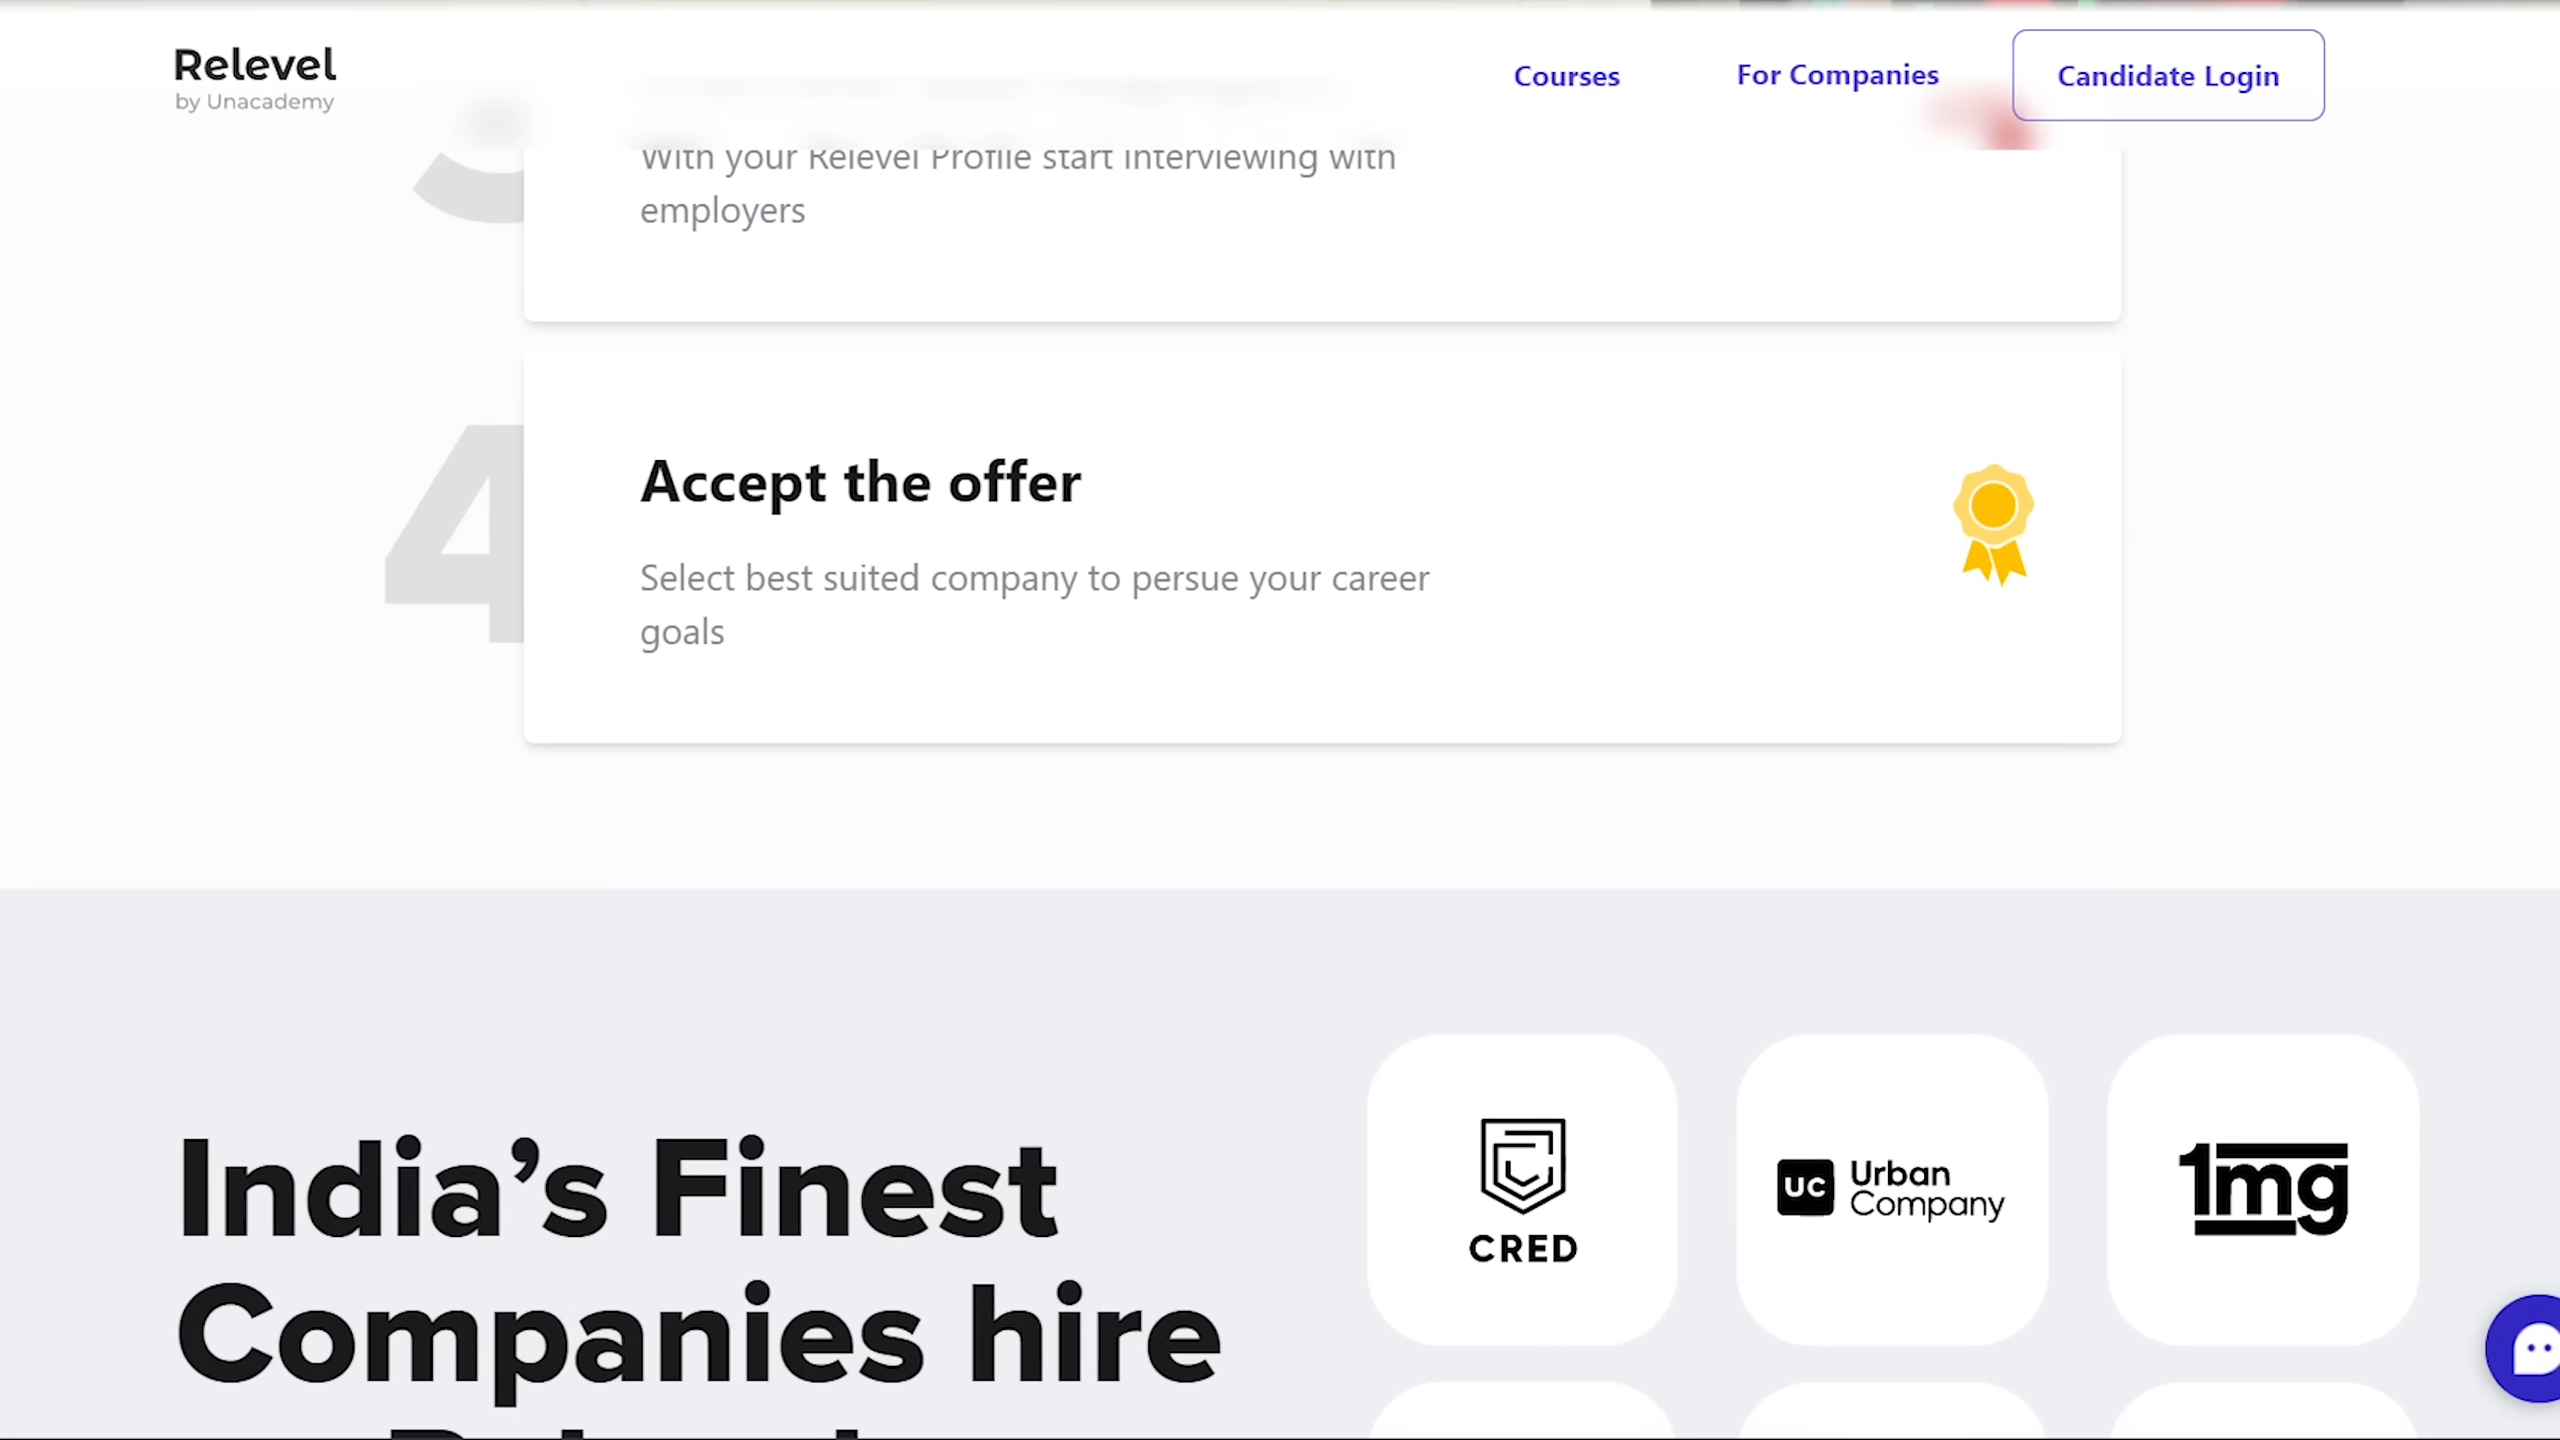 Relevel
by Unacademy
Courses
For Companies
Candidate Login
With your Relevel Profile start interviewing with
employers
4
Accept the offer
Select best suited company to persue your career
goals
India’s Finest
Companies hire
CRED
UC
Urban
Company
1mg